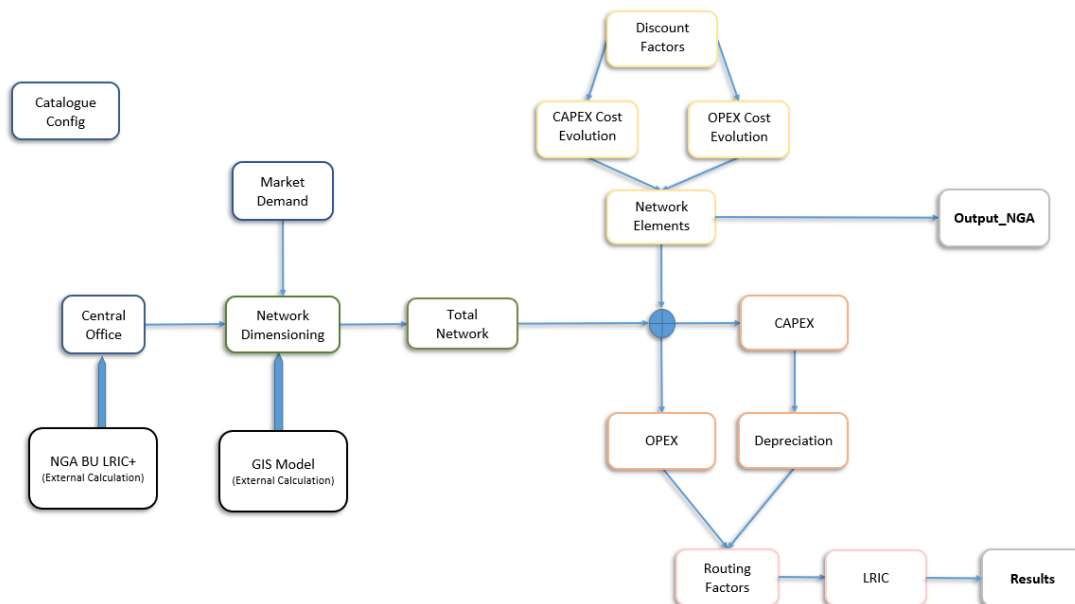 Discount
Factors
Catalogue
Config
CAPEX Cost
Evolution
OPEX Cost
Evolution
Market
Demand
Network
Elements
Output_NGA
Central
Office
Network
Dimensioning
Total
Network
CAPEX
OPEX
Depreciation
NGA BU LRIC+
(External Calculation)
GIS Model
(External Calculation)
Routing
Factors
LRIC
Results